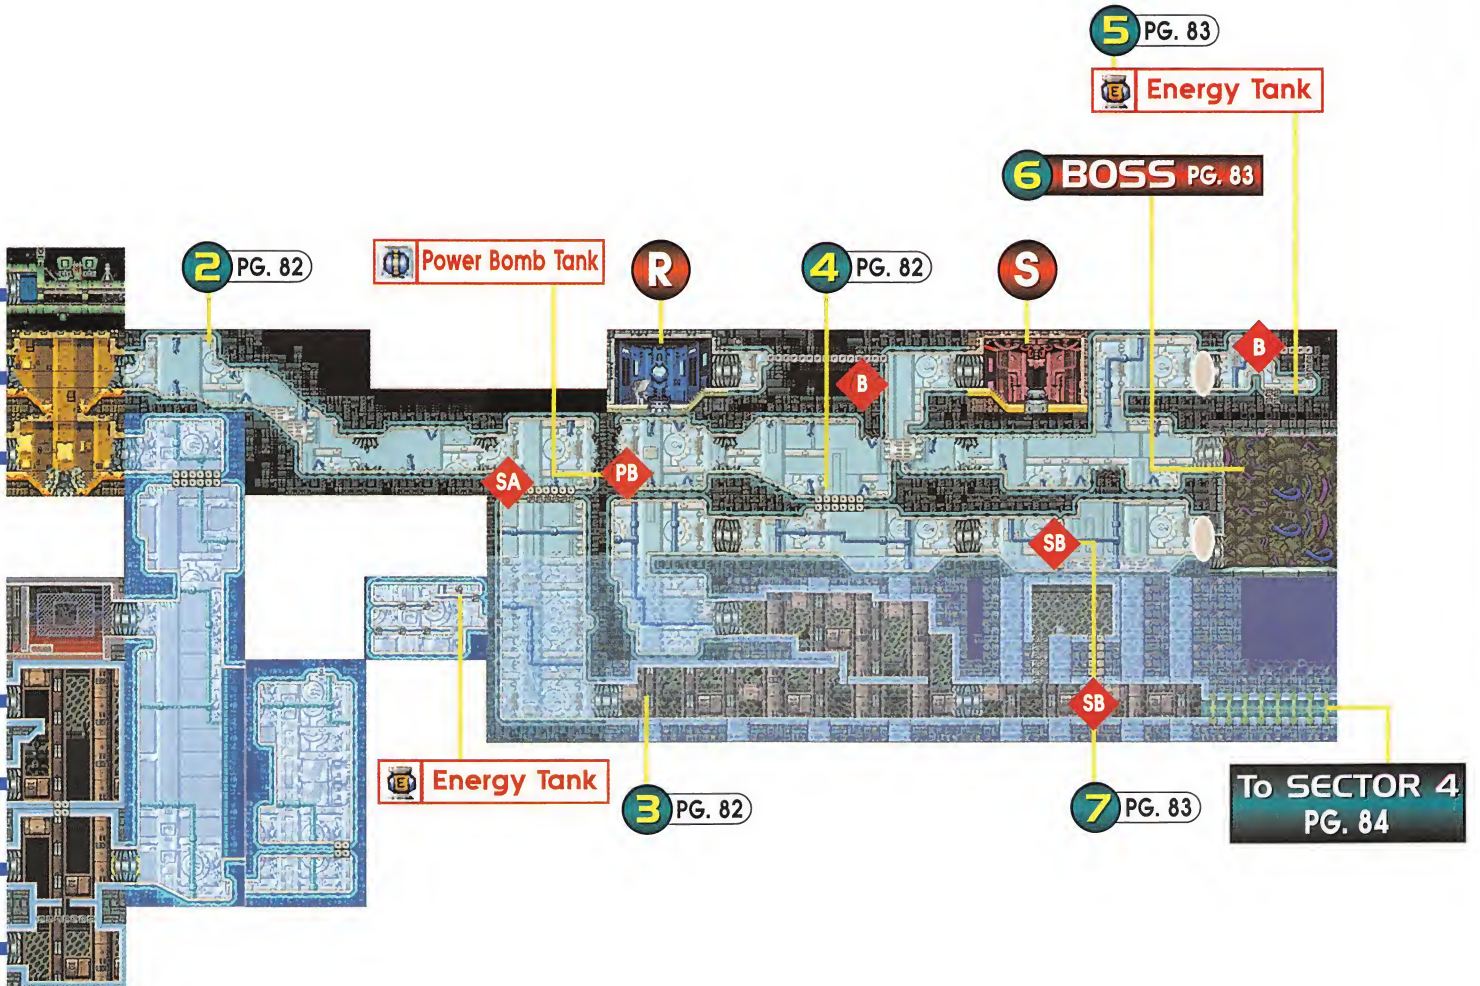 5 PG. 83
E Energy Tank
6 BOSS PG. 83
2 PG. 82
Power Bomb Tank
R
4 PG. 82
S
B
B
SA
PB
SB
SB
E Energy Tank
3 PG. 82
7 PG. 83
To SECTOR 4
PG. 84